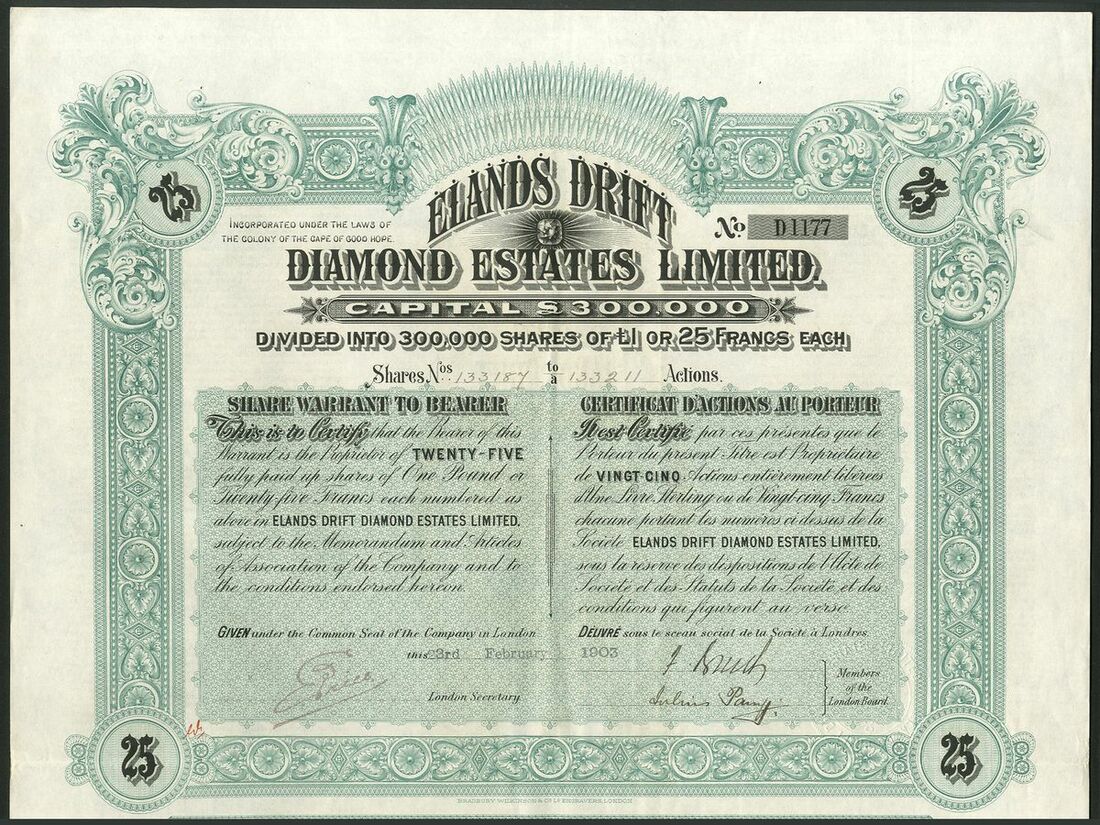 25
25
ELANDS DRIFT
INCORPORATED UNDER THE LAWS OF
THE COLONY OF THE CAPE OF GOOD HOPE.
No D1177
DIAMOND ESTATES LIMITED.
CAPITAL £300.000
DIVIDED INTO 300,000 SHARES OF £1 OR 25 FRANCS EACH
Shares Nos 133187 to/a 133211 Actions.
SHARE WARRANT TO BEARER
This is to Certify that the Bearer of this
Warrant is the Proprietor of TWENTY-FIVE
fully paid up shares of One Pound or
Twenty-five Francs each numbered as
above in ELANDS DRIFT DIAMOND ESTATES LIMITED,
subject to the Memorandum and Articles
of Association of the Company and to
the conditions endorsed hereon.
GIVEN under the Common Seal of the Company in London
this 3rd February 1903
London Secretary
CERTIFICAT D'ACTIONS AU PORTEUR
Il est Certifié par ces présentes que le
Porteur du present Titre est Propriétaire
de VINGT-CINQ Actions entièrement libérées
d'Une Livre Sterling ou de Vingt-cinq Francs
chacune portant les numeros ci dessus de la
Société ELANDS DRIFT DIAMOND ESTATES LIMITED,
sous la reserve des dispositions de l'Acte de
Société et des Statuts de la Société et des
conditions qui figurent au verso.
DÉLIVRÉ sous le sceau social de la Société à Londres.
Julius
Members
of the
London Board.
25
25
BRADBURY WILKINSON & Co Ld ENGRAVERS, LONDON